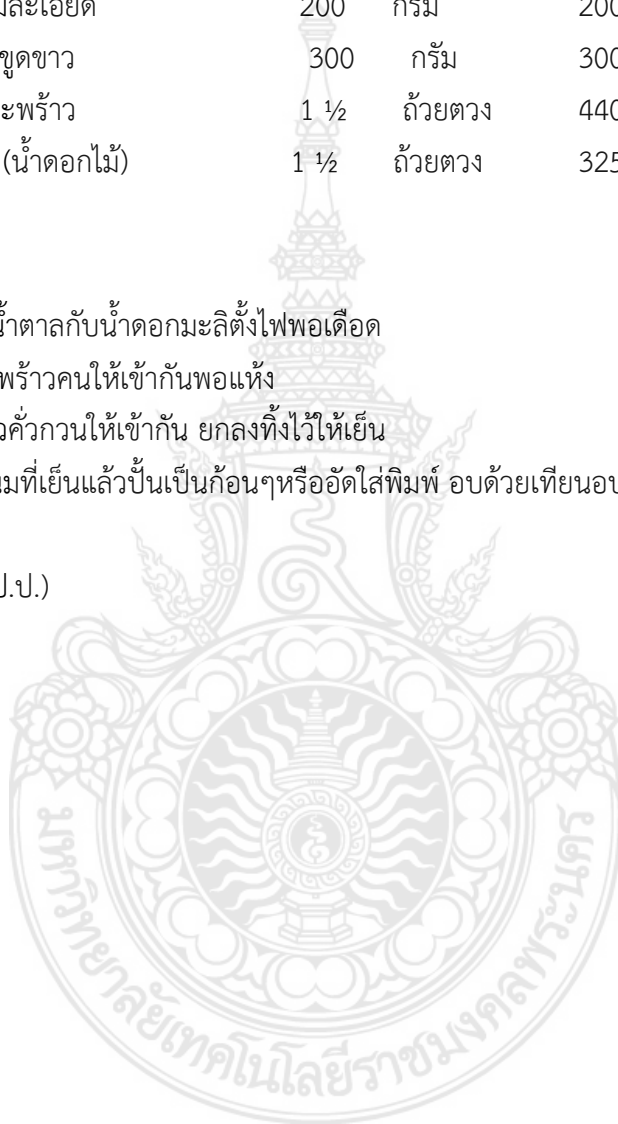 มละเอียด 200 กรัม 200
ขูดขาว 300 กรัม 300
ะพร้าว 1 ½ ถ้วยตวง 440
(น้ำดอกไม้) 1 ½ ถ้วยตวง 325
น้ำตาลกับน้ำดอกมะลิตั้งไฟพอเดือด
พร้าวคนให้เข้ากันพอแห้ง
วคั่วกวนให้เข้ากัน ยกลงทิ้งไว้ให้เย็น
นมที่เย็นแล้วปั้นเป็นก้อนๆหรืออัดใส่พิมพ์ อบด้วยเทียนอบ
ป.ป.)
มหาวิทยาลัยเทคโนโลยีราชมงคลพระนคร